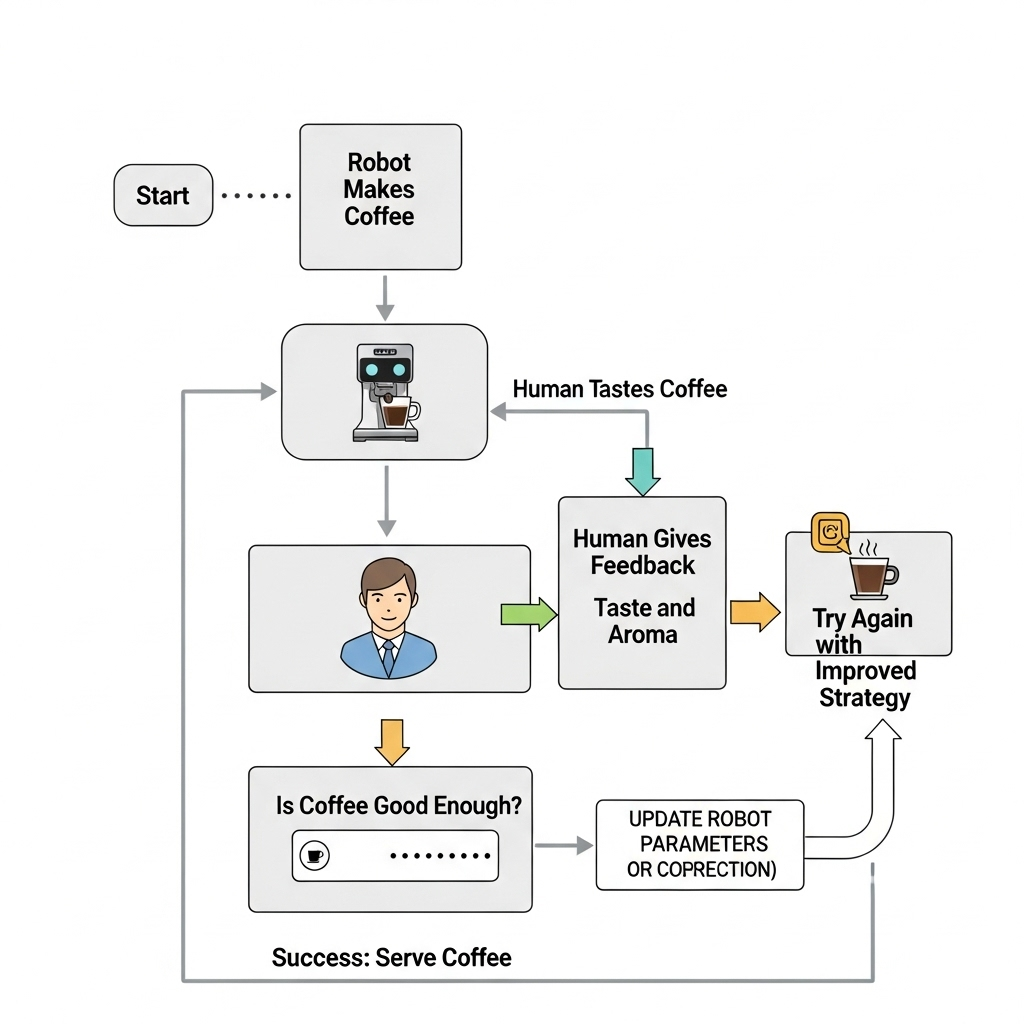 Robot
Makes
Coffee
Start
Human Tastes Coffee
Human Gives
Feedback
Taste and
Aroma
Try Again
with
Improved
Strategy
Is Coffee Good Enough?
UPDATE ROBOT
PARAMETERS
OR COPRECTION)
Success: Serve Coffee